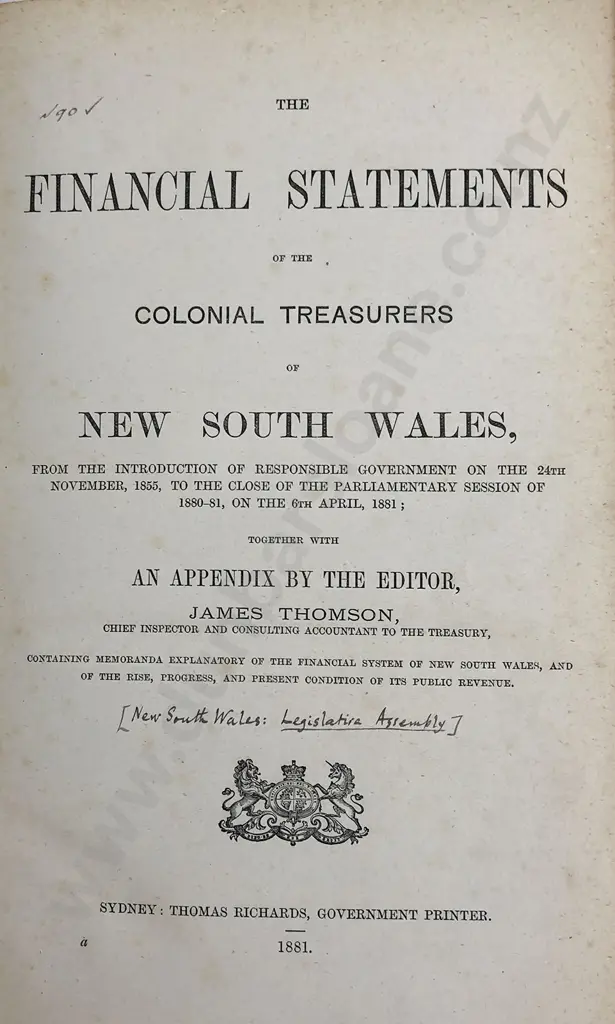 THE
FINANCIAL STATEMENTS
OF THE
COLONIAL TREASURERS
OF
NEW SOUTH WALES,
FROM THE INTRODUCTION OF RESPONSIBLE GOVERNMENT ON THE 24TH
NOVEMBER, 1855, TO THE CLOSE OF THE PARLIAMENTARY SESSION OF
1880-81, ON THE 6TH APRIL, 1881;
TOGETHER WITH
AN APPENDIX BY THE EDITOR,
JAMES THOMSON,
CHIEF INSPECTOR AND CONSULTING ACCOUNTANT TO THE TREASURY,
CONTAINING MEMORANDA EXPLANATORY OF THE FINANCIAL SYSTEM OF NEW SOUTH WALES, AND
OF THE RISE, PROGRESS, AND PRESENT CONDITION OF ITS PUBLIC REVENUE.
[New South Wales: Legislative Assembly]
SYDNEY: THOMAS RICHARDS, GOVERNMENT PRINTER.
a
1881.